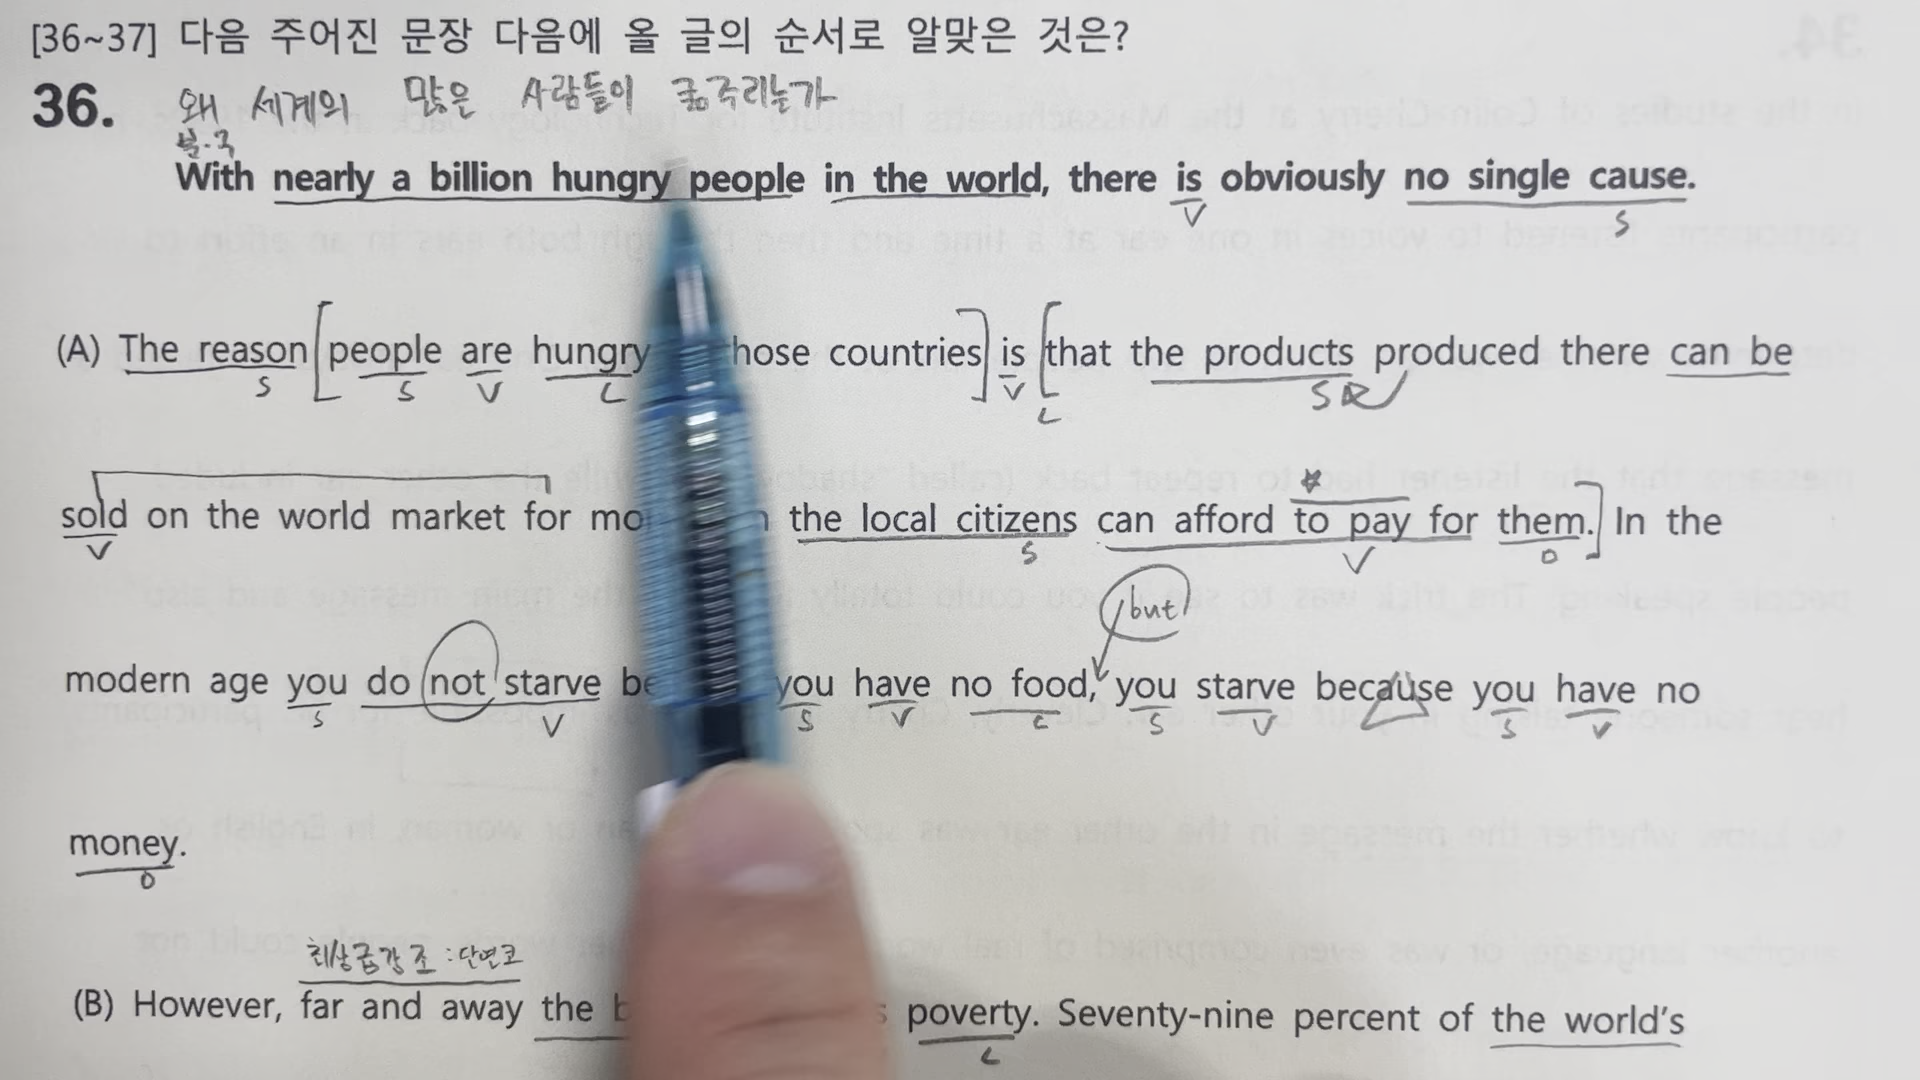 [36~37] 다음 주어진 문장 다음에 올 글의 순서로 알맞은 것은?
36. 왜 세계의 많은 사람들이 굶주리는가
분.구
With nearly a billion hungry people in the world, there is obviously no single cause.
V S
(A) The reason [people are hungry those countries] is [that the products produced there can be
S S V C V C S
sold on the world market for the local citizens can afford to pay for them.] In the
V S V O
but
modern age you do not starve you have no food, you starve because you have no
S V S V S V S V
money.
O
최상급강조 : 단연코
(B) However, far and away the poverty. Seventy-nine percent of the world's
C